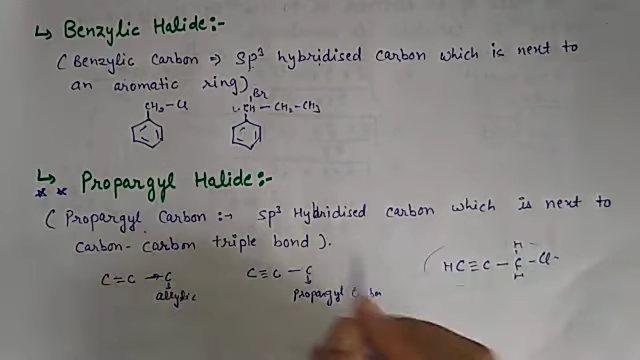 ↳ Benzylic Halide:-
( Benzylic Carbon ⇒ Sp³ hybridised carbon which is next to
an aromatic ring)
CH₂-Cl
Br
CH-CH₂-CH₃
↳ Propargyl Halide:-
( Propargyl Carbon :- SP³ Hybridised carbon which is next to
carbon-carbon triple bond ).
C=C-C
allylic
C≡C-C
Propargyl
H
HC≡C-C-Cl
H